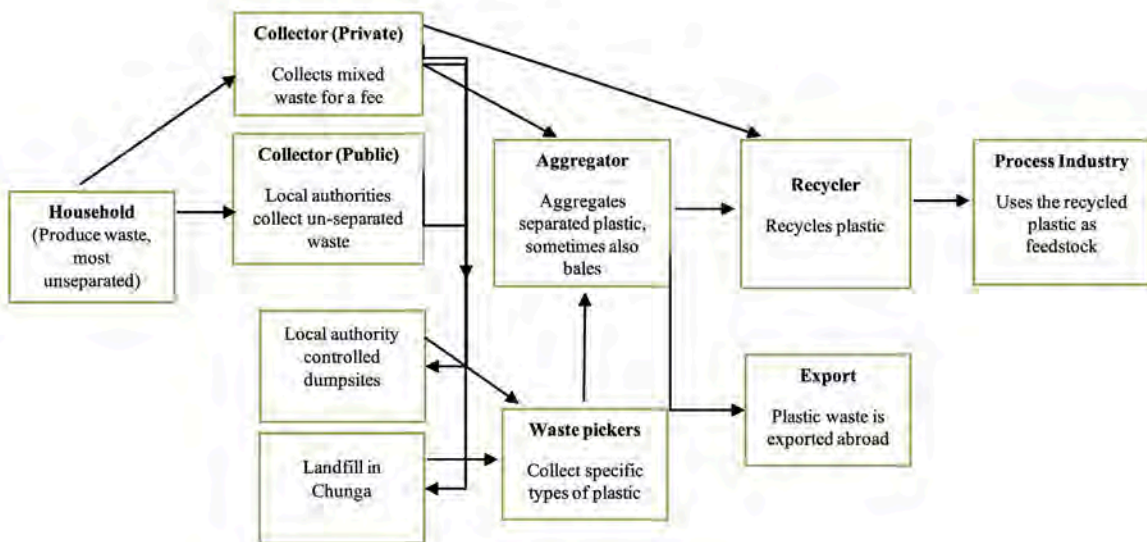 Collector (Private)
Collects mixed
waste for a fee
Collector (Public)
Local authorities
collect un-separated
waste
Household
(Produce waste,
most
unseparated)
Aggregator
Aggregates
separated plastic,
sometimes also
bales
Recycler
Recycles plastic
Process Industry
Uses the recycled
plastic as
feedstock
Local authority
controlled
dumpsites
Landfill in
Chunga
Waste pickers
Collect specific
types of plastic
Export
Plastic waste is
exported abroad